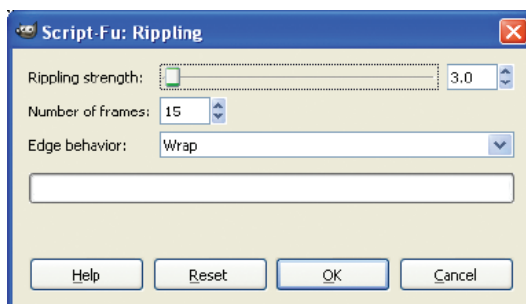 Script-Fu: Rippling
Rippling strength: 3.0
Number of frames: 15
Edge behavior: Wrap
Help Reset OK Cancel